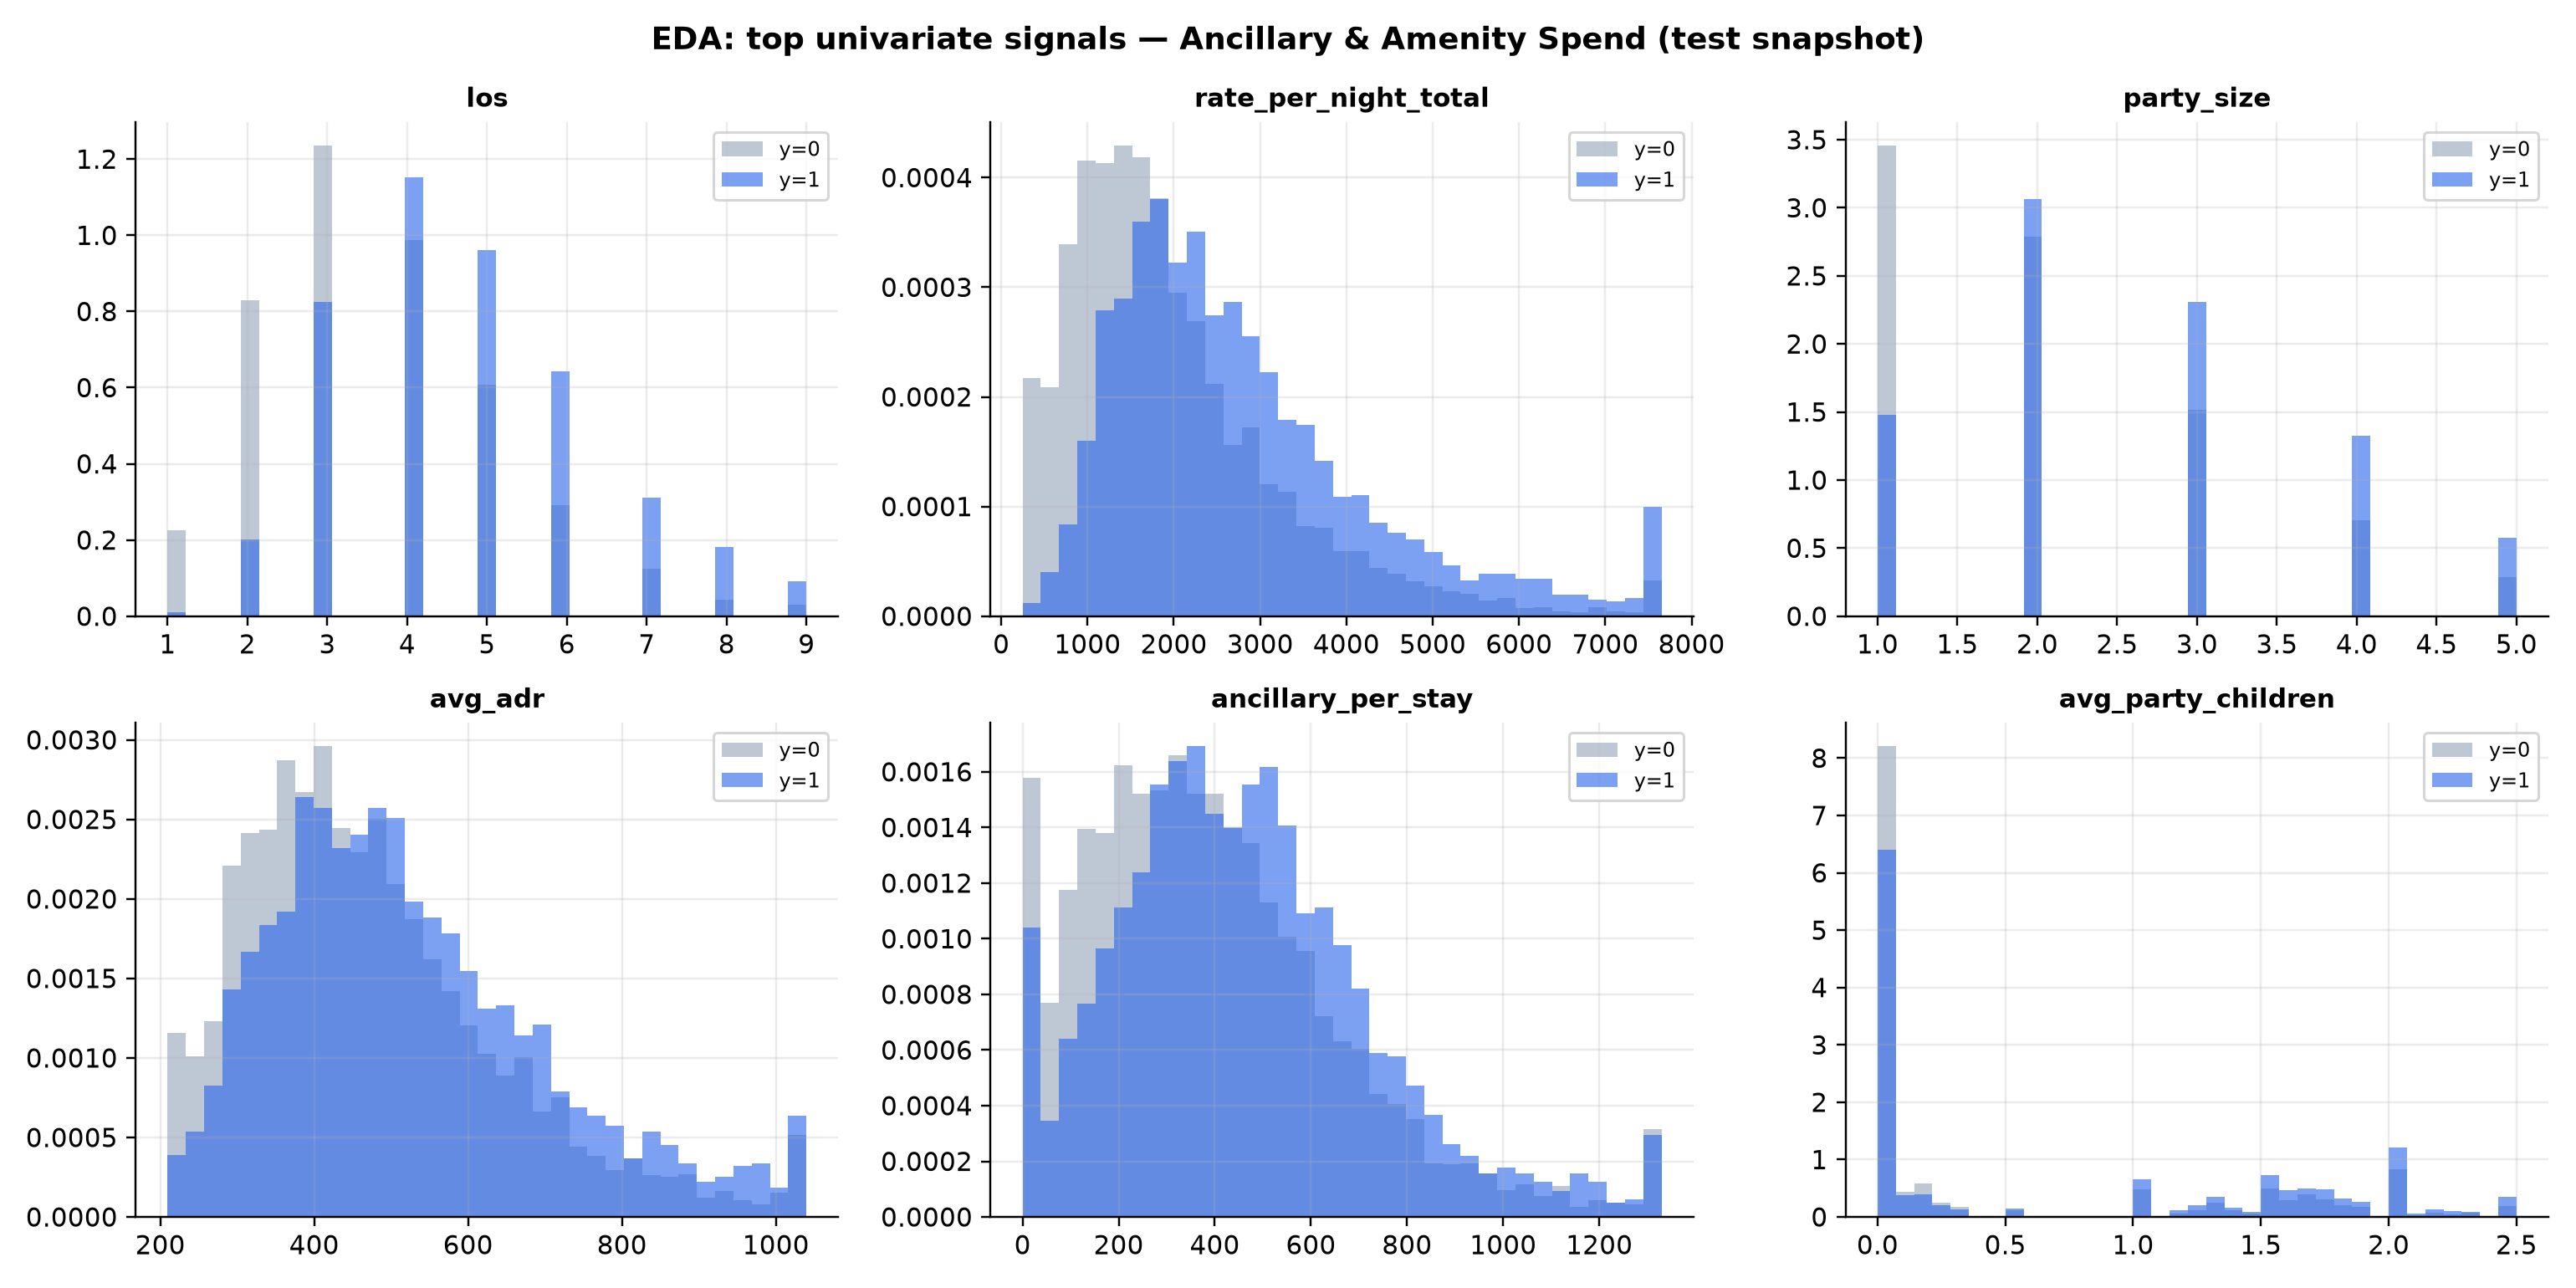 EDA: top univariate signals — Ancillary & Amenity Spend (test snapshot)
los
1.2
1.0
0.8
0.6
0.4
0.2
0.0
1 2 3 4 5 6 7 8 9
y=0
y=1
rate_per_night_total
0.0004
0.0003
0.0002
0.0001
0.0000
0 1000 2000 3000 4000 5000 6000 7000 8000
y=0
y=1
party_size
3.5
3.0
2.5
2.0
1.5
1.0
0.5
0.0
1.0 1.5 2.0 2.5 3.0 3.5 4.0 4.5 5.0
y=0
y=1
avg_adr
0.0030
0.0025
0.0020
0.0015
0.0010
0.0005
0.0000
200 400 600 800 1000
y=0
y=1
ancillary_per_stay
0.0016
0.0014
0.0012
0.0010
0.0008
0.0006
0.0004
0.0002
0.0000
0 200 400 600 800 1000 1200
y=0
y=1
avg_party_children
8
7
6
5
4
3
2
1
0
0.0 0.5 1.0 1.5 2.0 2.5
y=0
y=1